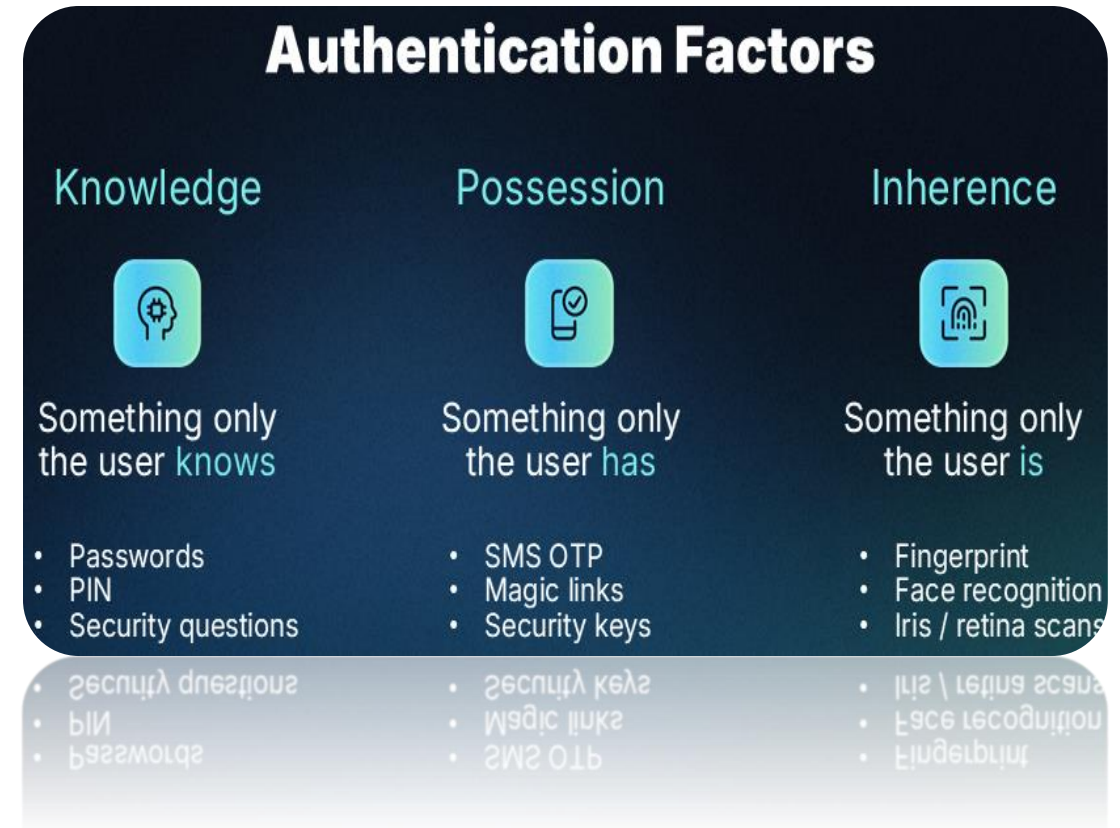 Authentication Factors
Knowledge
Something only
the user knows
• Passwords
• PIN
• Security questions
Possession
Something only
the user has
• SMS OTP
• Magic links
• Security keys
Inherence
Something only
the user is
• Fingerprint
• Face recognition
• Iris / retina scans